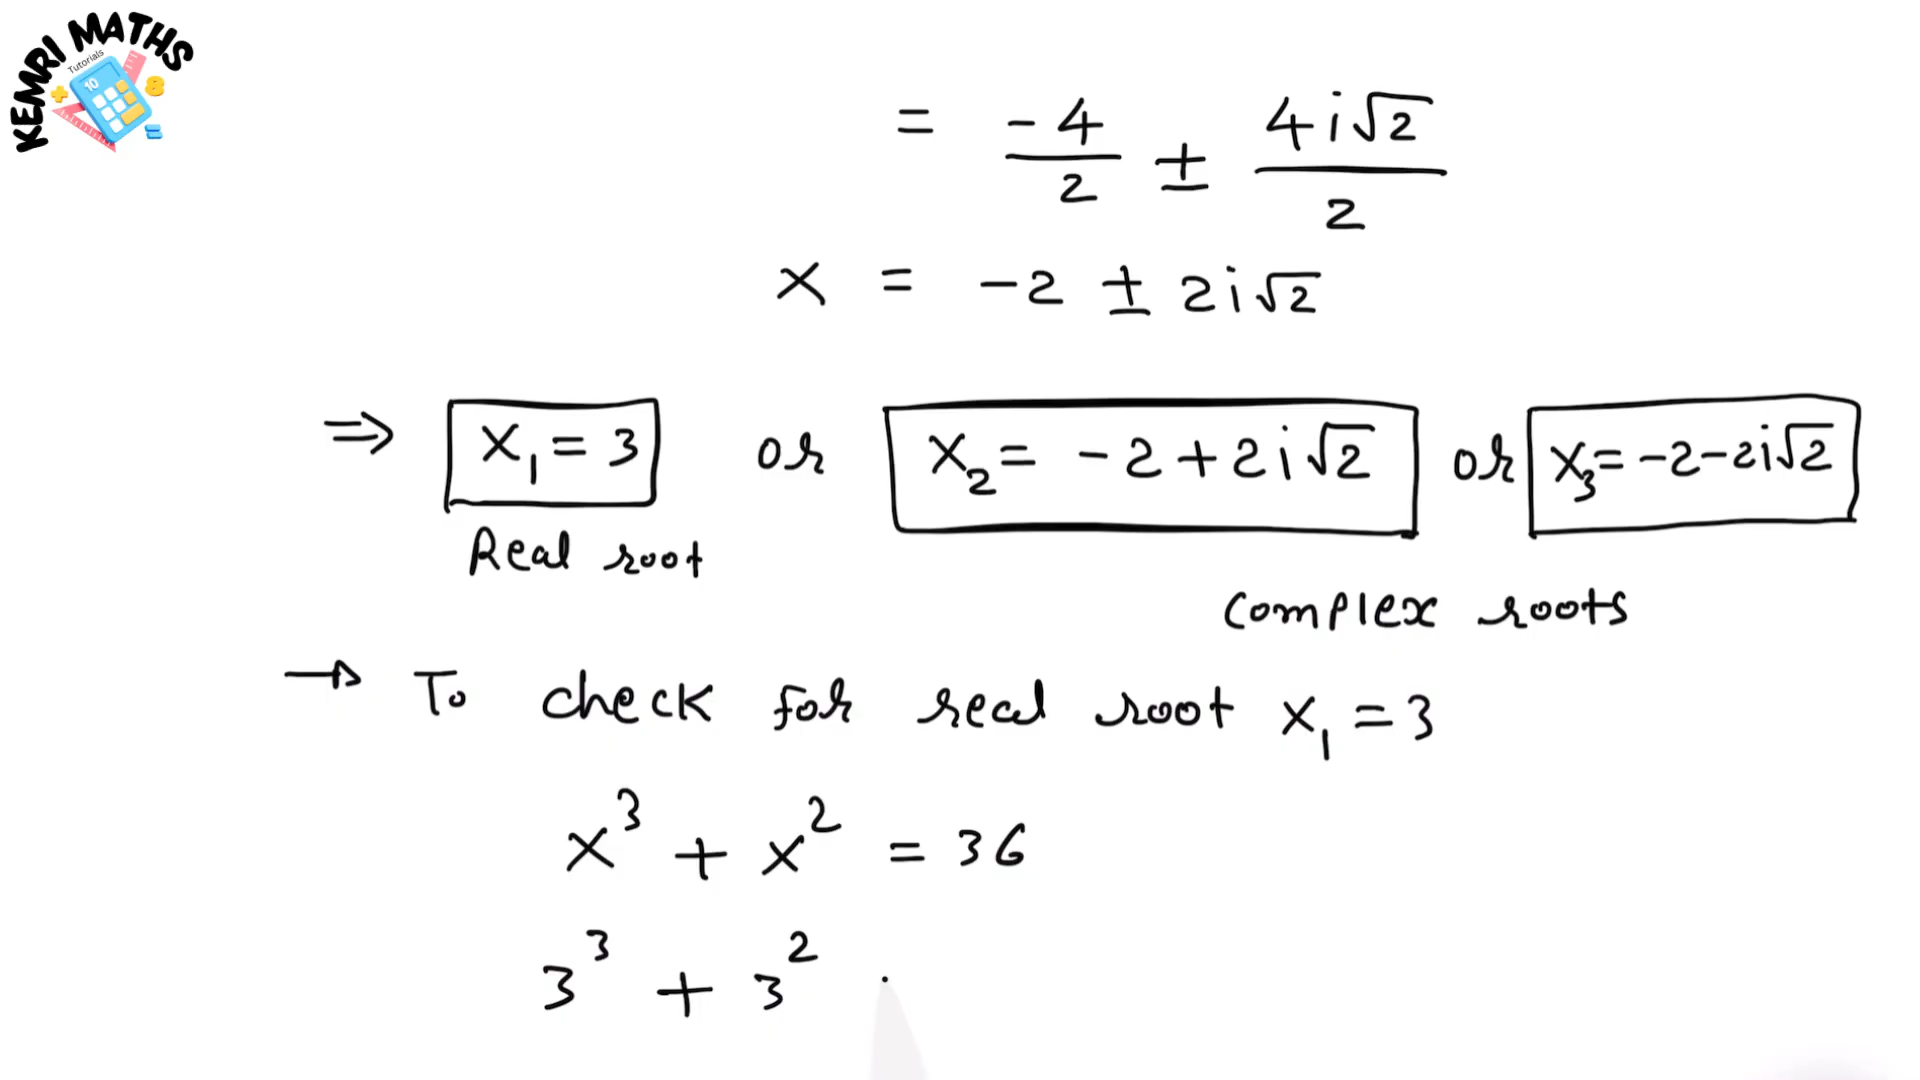 KEMRI MATHS
Tutorials
10
= -4/2 ± 4i√2/2
x = -2 ± 2i√2
⇒ x₁ = 3 or x₂ = -2+2i√2 or x₃ = -2-2i√2
Real root
Complex roots
→ To check for real root x₁ = 3
x³ + x² = 36
3³ + 3²